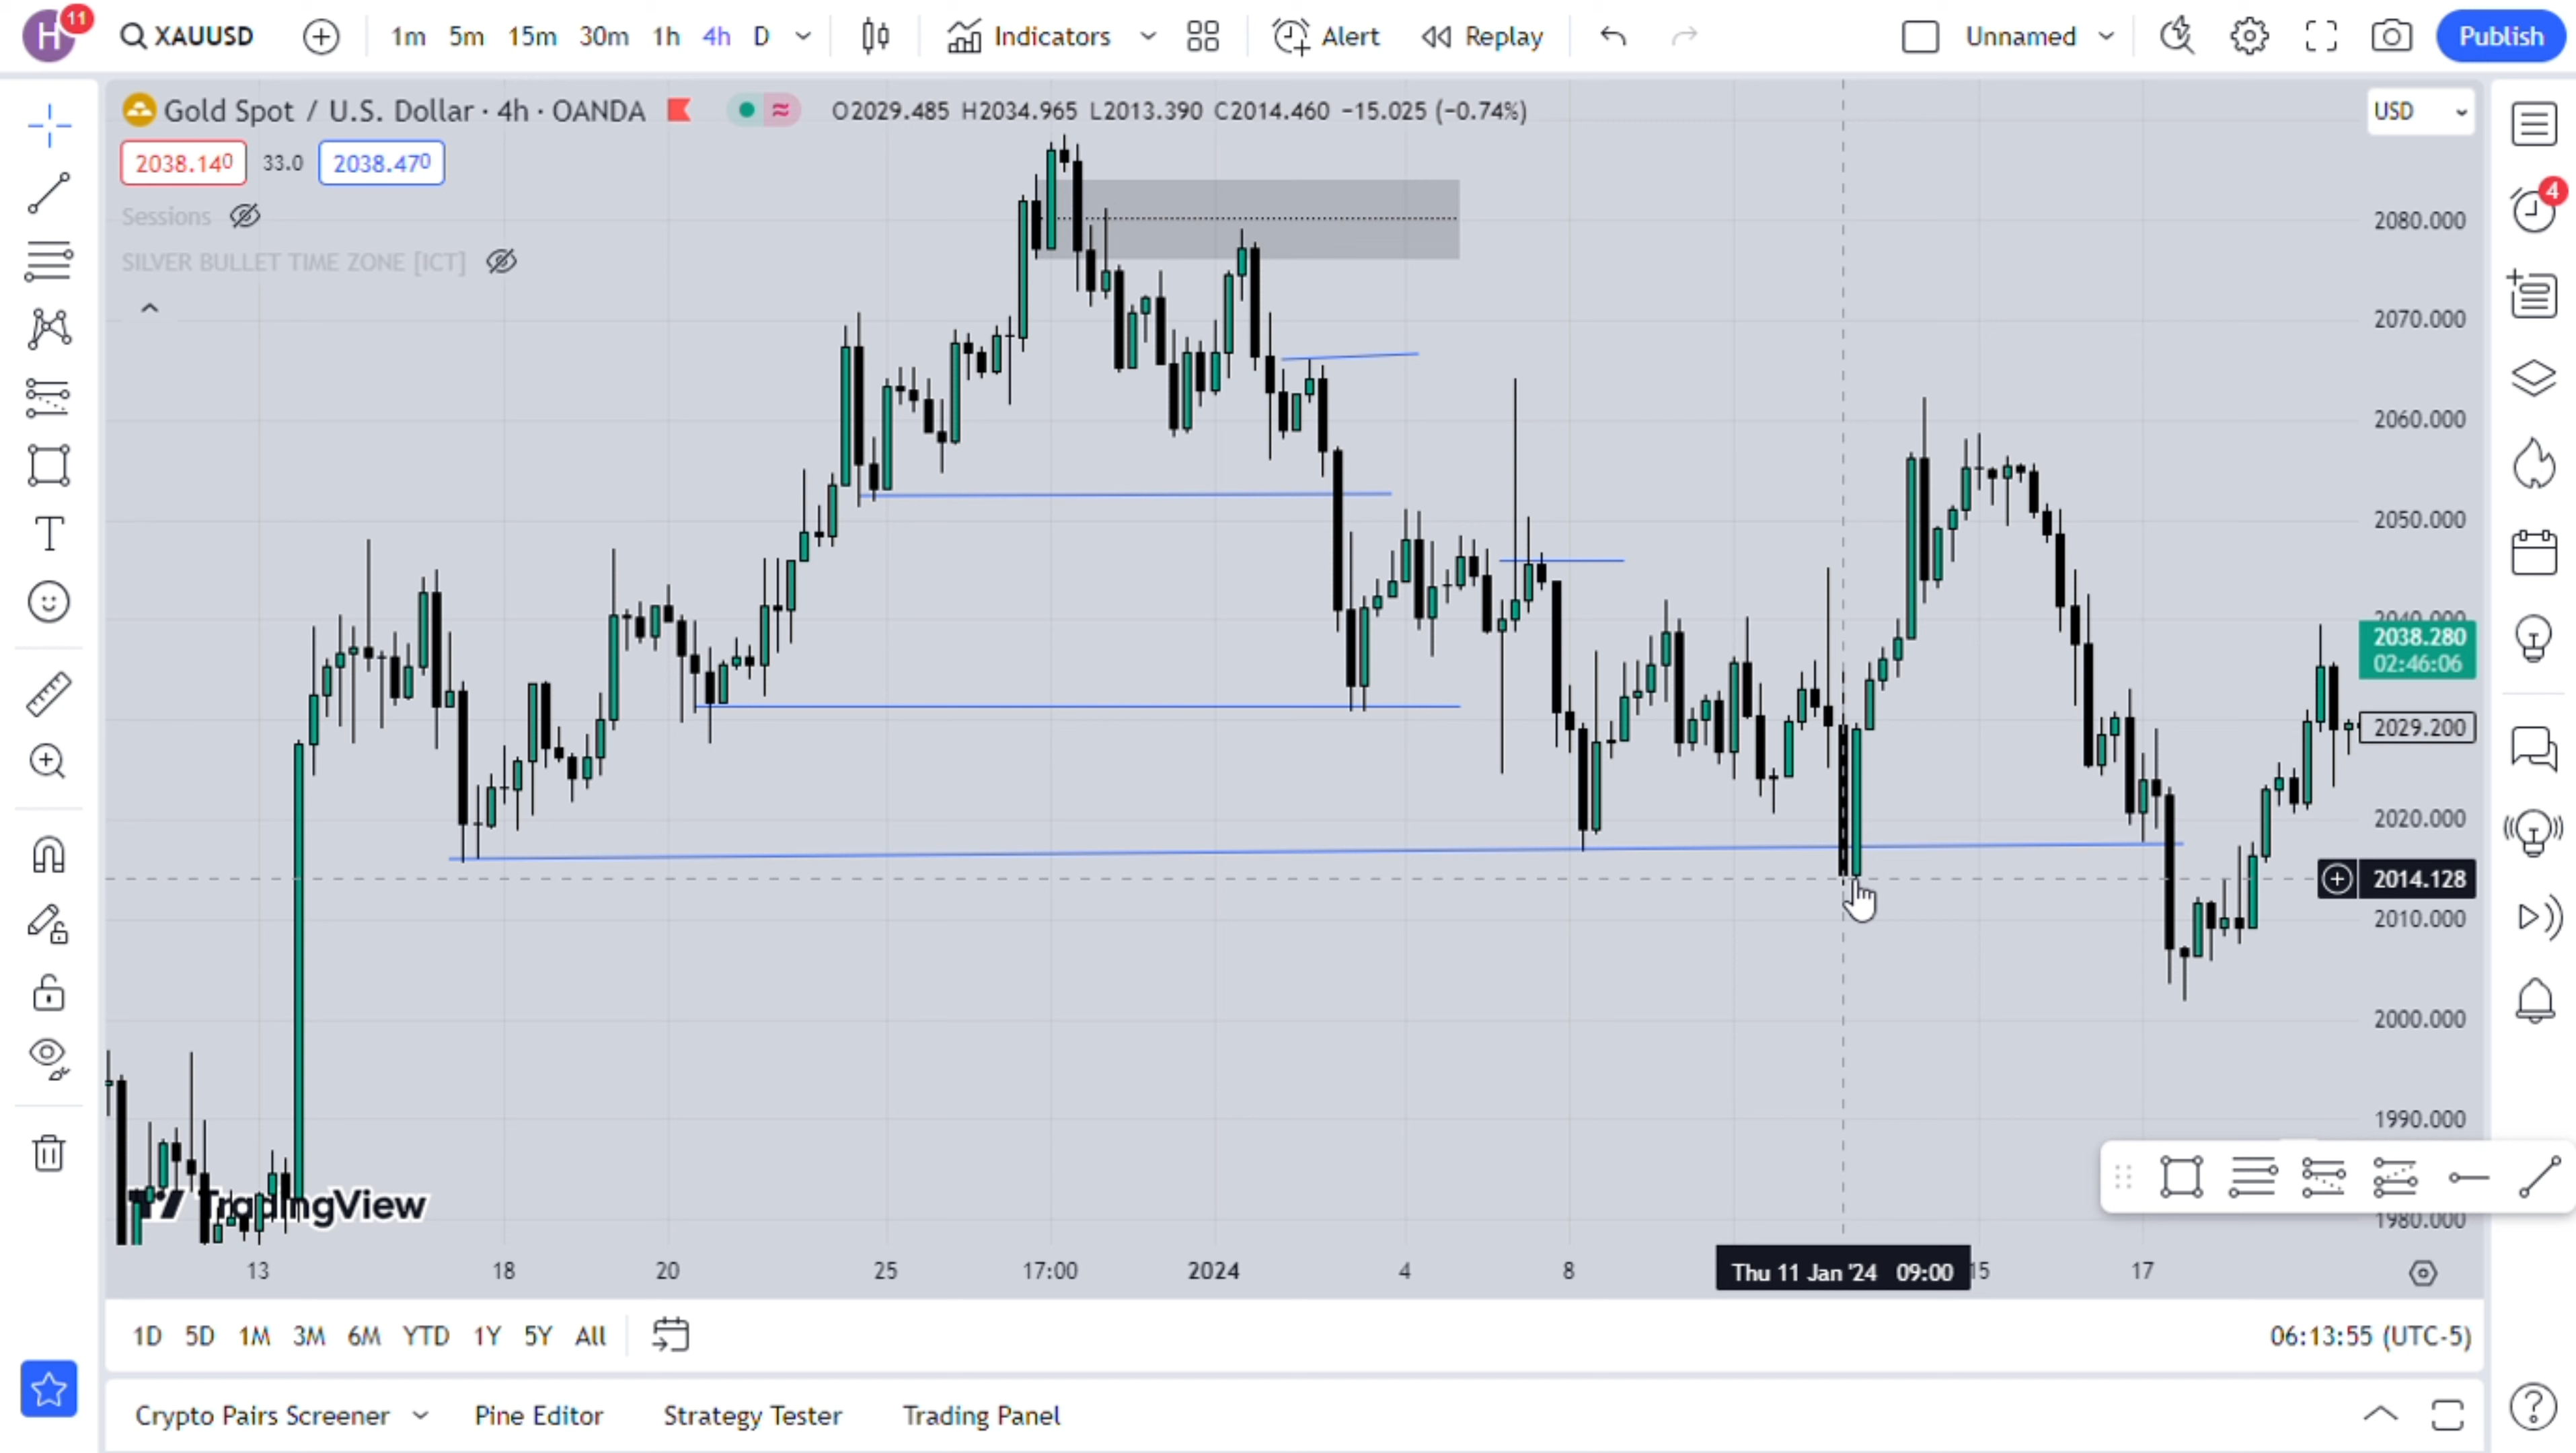 H 11 XAUUSD 1m 5m 15m 30m 1h 4h D Indicators Alert Replay Unnamed Publish
Gold Spot / U.S. Dollar · 4h · OANDA O2029.485 H2034.965 L2013.390 C2014.460 −15.025 (−0.74%) USD
2038.140 33.0 2038.470
4
Sessions
SILVER BULLET TIME ZONE [ICT]
2080.000
2070.000
2060.000
2050.000
2040.000
2038.280
02:46:06
2029.200
2020.000
2014.128
2010.000
2000.000
1990.000
1980.000
TradingView
13 18 20 25 17:00 2024 4 8 Thu 11 Jan '24 09:00 15 17
1D 5D 1M 3M 6M YTD 1Y 5Y All 06:13:55 (UTC-5)
Crypto Pairs Screener Pine Editor Strategy Tester Trading Panel